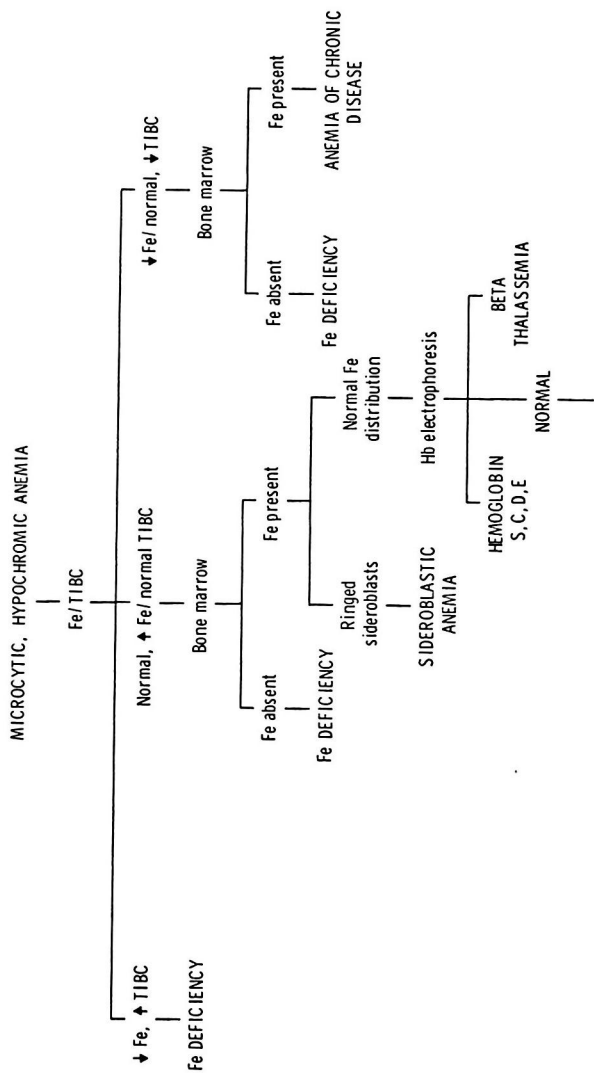 MICROCYTIC, HYPOCHROMIC ANEMIA
Fe/TIBC
↓ Fe, ↑ TIBC
Fe DEFICIENCY
Normal, ↑ Fe/ normal TIBC
Bone marrow
Fe absent
Fe DEFICIENCY
Fe present
Ringed
sideroblasts
SIDEROBLASTIC
ANEMIA
Normal Fe
distribution
Hb electrophoresis
HEMOGLOBIN
S, C, D, E
NORMAL
BETA
THALASSEMIA
↓ Fe/ normal, ↓ TIBC
Bone marrow
Fe absent
Fe DEFICIENCY
Fe present
ANEMIA OF CHRONIC
DISEASE